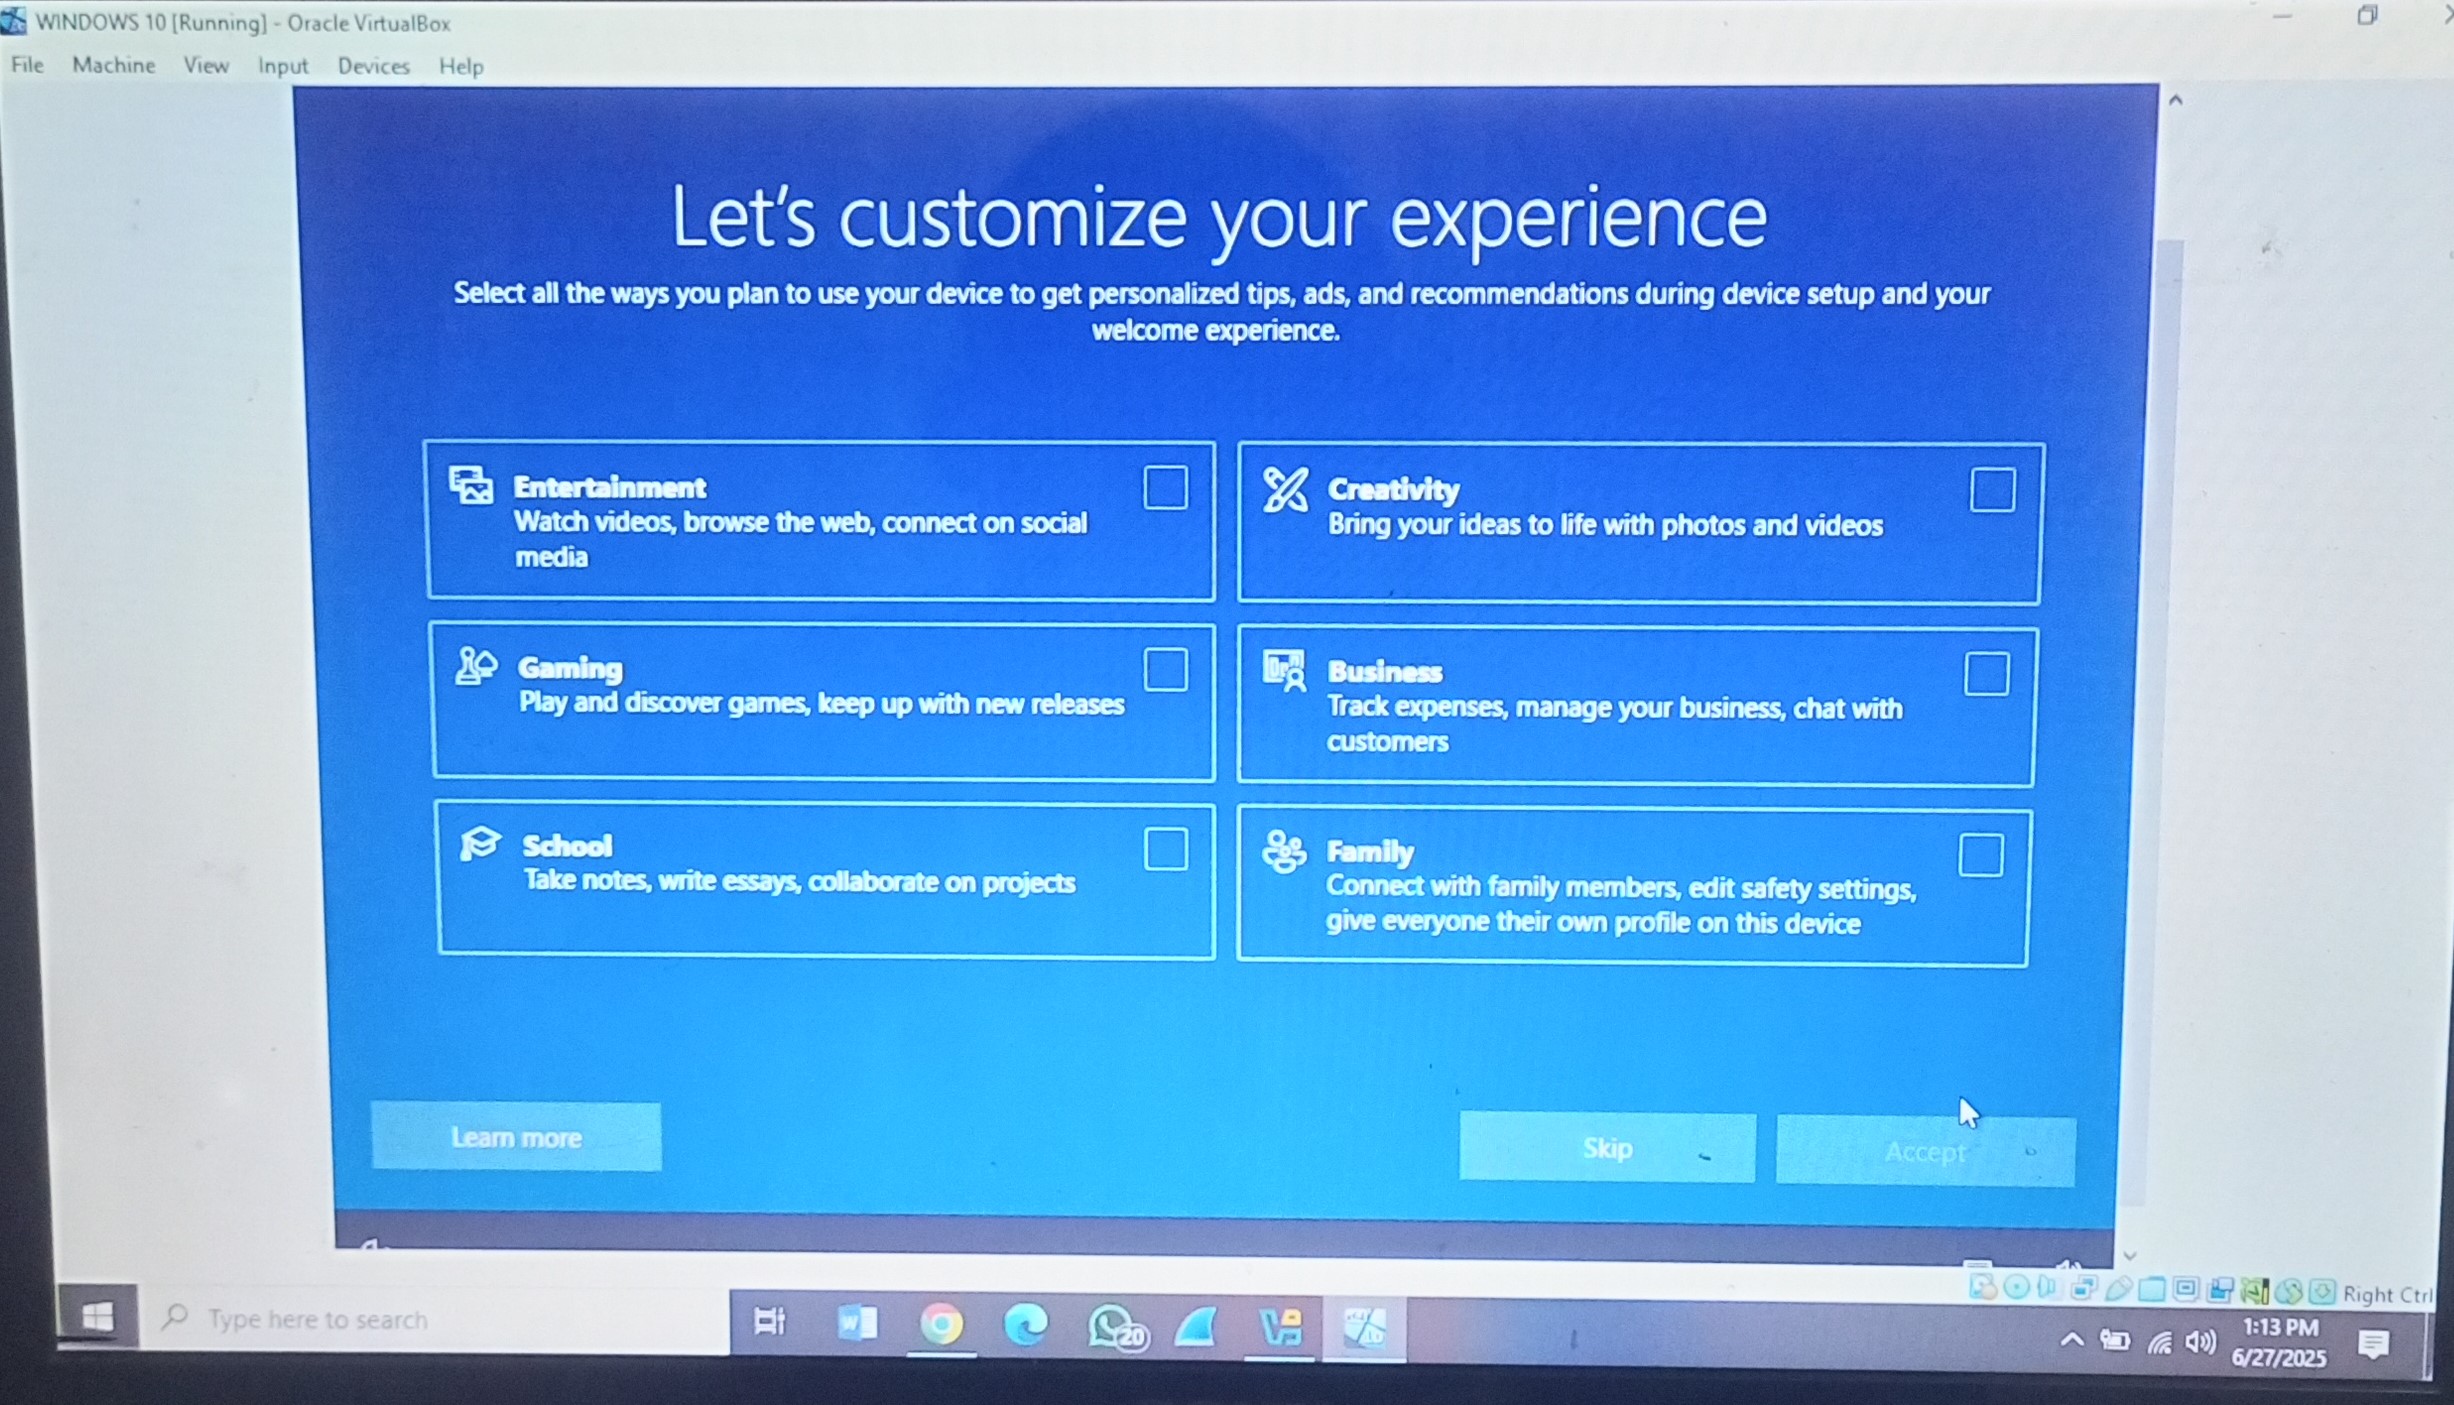 WINDOWS 10 [Running] - Oracle VirtualBox
File Machine View Input Devices Help
Let's customize your experience
Select all the ways you plan to use your device to get personalized tips, ads, and recommendations during device setup and your
welcome experience.
Entertainment
Watch videos, browse the web, connect on social
media
Creativity
Bring your ideas to life with photos and videos
Gaming
Play and discover games, keep up with new releases
Business
Track expenses, manage your business, chat with
customers
School
Take notes, write essays, collaborate on projects
Family
Connect with family members, edit safety settings,
give everyone their own profile on this device
Learn more
Skip
Accept
Right Ctrl
Type here to search
W
20
1:13 PM
6/27/2025